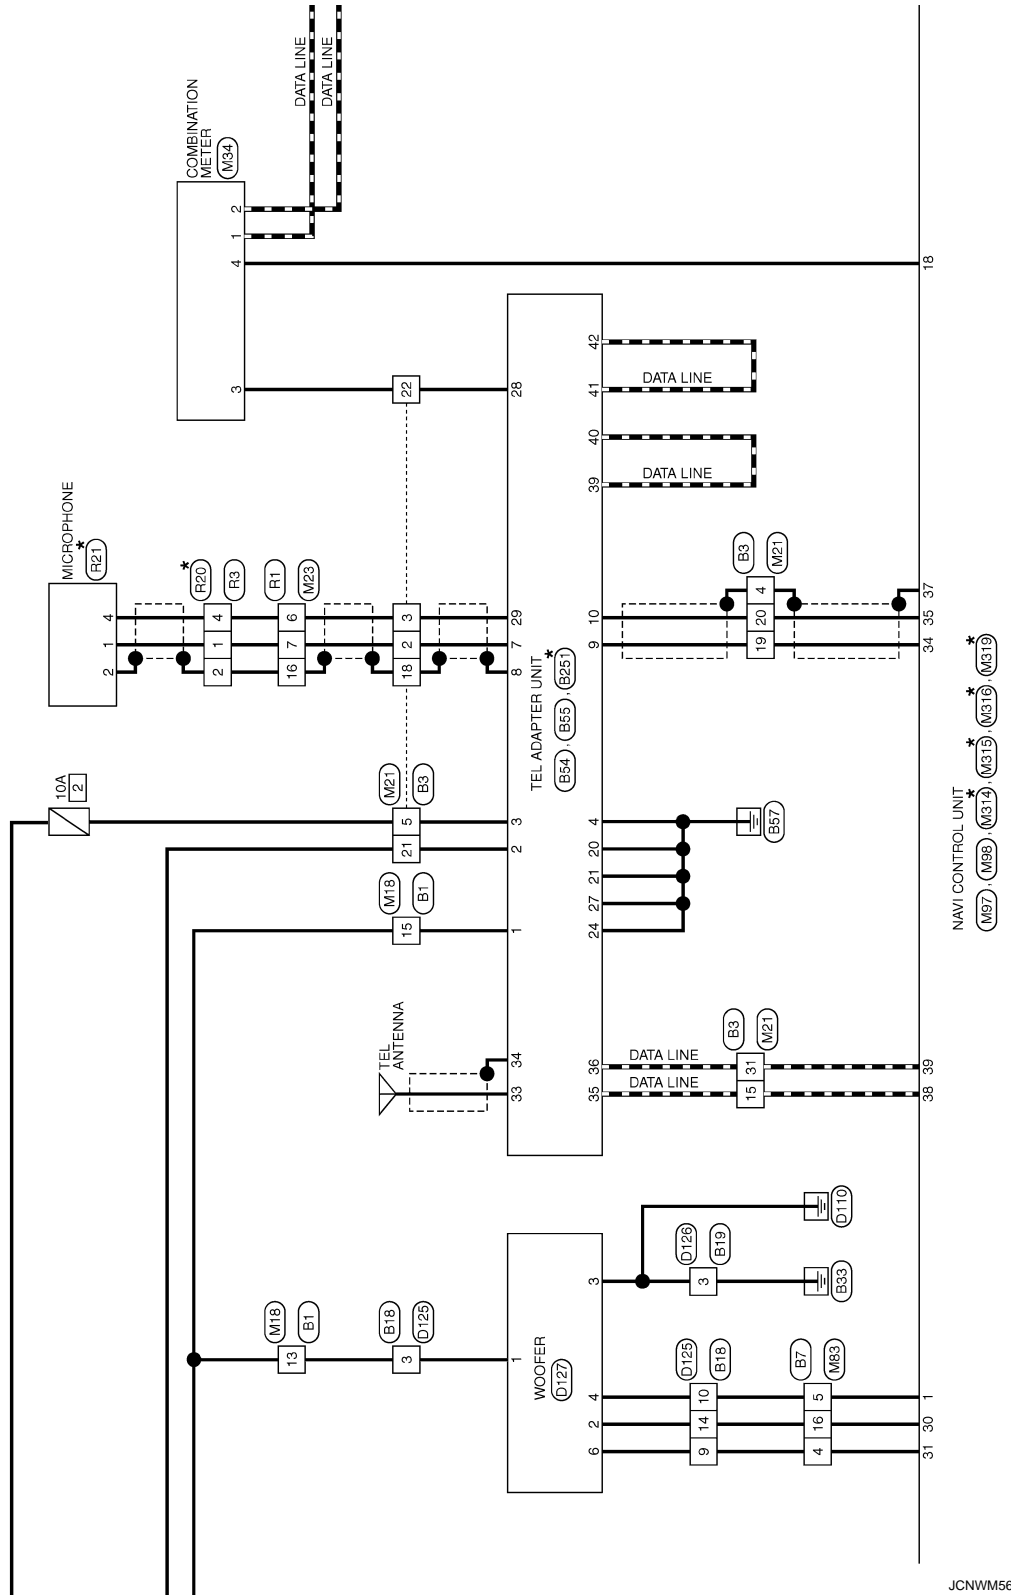 DATA LINE
DATA LINE
COMBINATION
METER
M34
2
1
4
3
18
MICROPHONE
*
R21
4
1
2
*
R20
R3
4
1
2
R1
M23
6
7
16
22
3
2
18
28
29
7
8
42
41
DATA LINE
40
39
DATA LINE
10A
2
M21
B3
5
21
3
2
M18
B1
15
1
TEL ADAPTER UNIT
B54 , B55 , B251
*
10
9
B3
M21
4
20
19
37
35
34
4
20
21
27
24
B57
NAVI CONTROL UNIT
M97 , M98 , M314 , M315 , M316 , M319
* * * *
TEL
ANTENNA
34
33
36
35
DATA LINE
DATA LINE
B3
M21
31
15
39
38
M18
B1
13
B18
D125
3
1
WOOFER
D127
3
D126
B19
3
D110
B33
4
2
6
D125
B18
10
14
9
B7
M83
5
16
4
1
30
31
JCNWM56